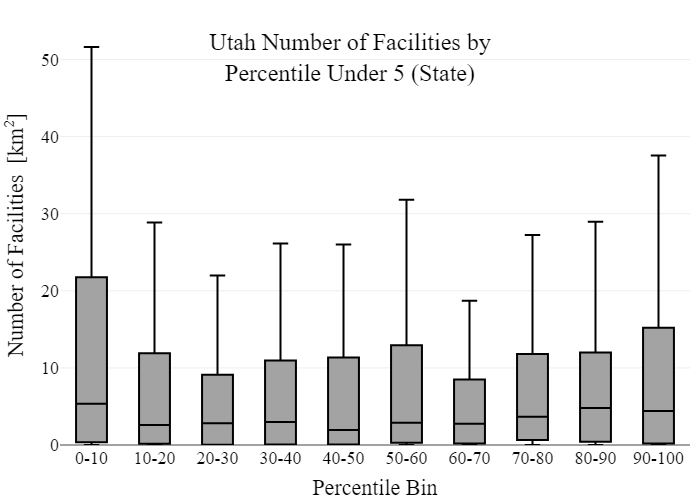 Utah Number of Facilities by
Percentile Under 5 (State)
Number of Facilities [km²]
50
40
30
20
10
0
0-10 10-20 20-30 30-40 40-50 50-60 60-70 70-80 80-90 90-100
Percentile Bin